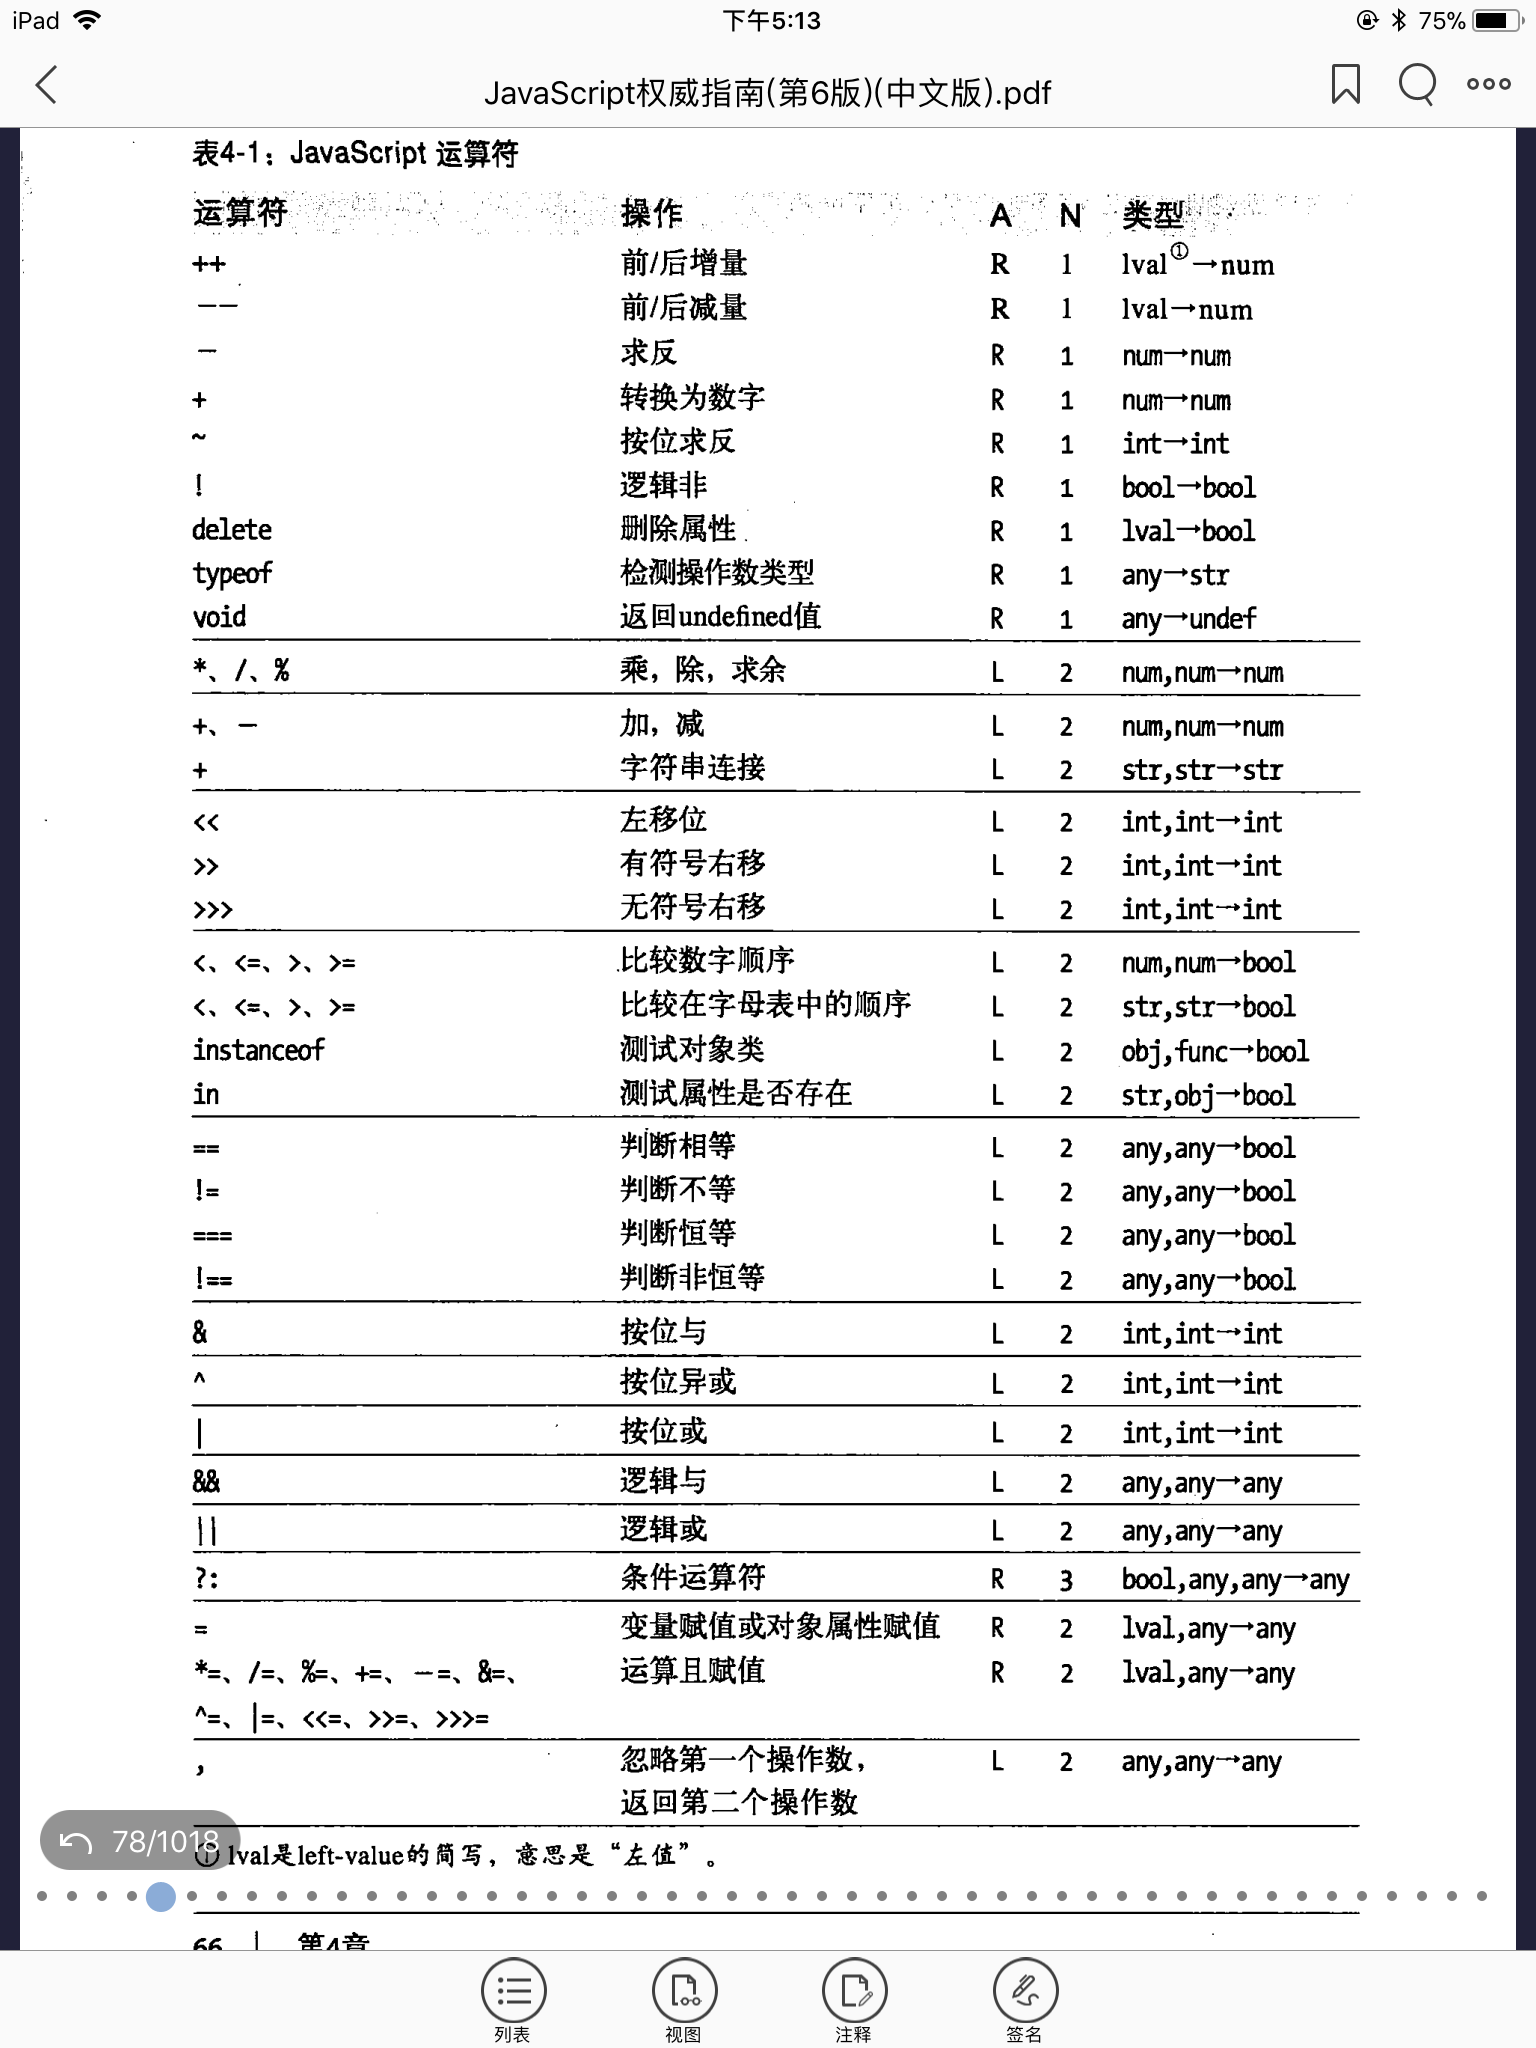 iPad 下午5:13 75%
JavaScript权威指南(第6版)(中文版).pdf
表4-1：JavaScript 运算符
运算符 操作 A N 类型
++ 前/后增量 R 1 lval①→num
−− 前/后减量 R 1 lval→num
− 求反 R 1 num→num
+ 转换为数字 R 1 num→num
~ 按位求反 R 1 int→int
! 逻辑非 R 1 bool→bool
delete 删除属性 R 1 lval→bool
typeof 检测操作数类型 R 1 any→str
void 返回undefined值 R 1 any→undef
*、/、% 乘，除，求余 L 2 num,num→num
+、− 加，减 L 2 num,num→num
+ 字符串连接 L 2 str,str→str
<< 左移位 L 2 int,int→int
>> 有符号右移 L 2 int,int→int
>>> 无符号右移 L 2 int,int→int
<、<=、>、>= 比较数字顺序 L 2 num,num→bool
<、<=、>、>= 比较在字母表中的顺序 L 2 str,str→bool
instanceof 测试对象类 L 2 obj,func→bool
in 测试属性是否存在 L 2 str,obj→bool
== 判断相等 L 2 any,any→bool
!= 判断不等 L 2 any,any→bool
=== 判断恒等 L 2 any,any→bool
!== 判断非恒等 L 2 any,any→bool
& 按位与 L 2 int,int→int
^ 按位异或 L 2 int,int→int
| 按位或 L 2 int,int→int
&& 逻辑与 L 2 any,any→any
|| 逻辑或 L 2 any,any→any
?: 条件运算符 R 3 bool,any,any→any
= 变量赋值或对象属性赋值 R 2 lval,any→any
*=、/=、%=、+=、−=、&=、 运算且赋值 R 2 lval,any→any
^=、|=、<<=、>>=、>>>=
, 忽略第一个操作数， L 2 any,any→any
返回第二个操作数
78/1018
① lval是left-value的简写，意思是“左值”。
66 | 第4章
列表 视图 注释 签名